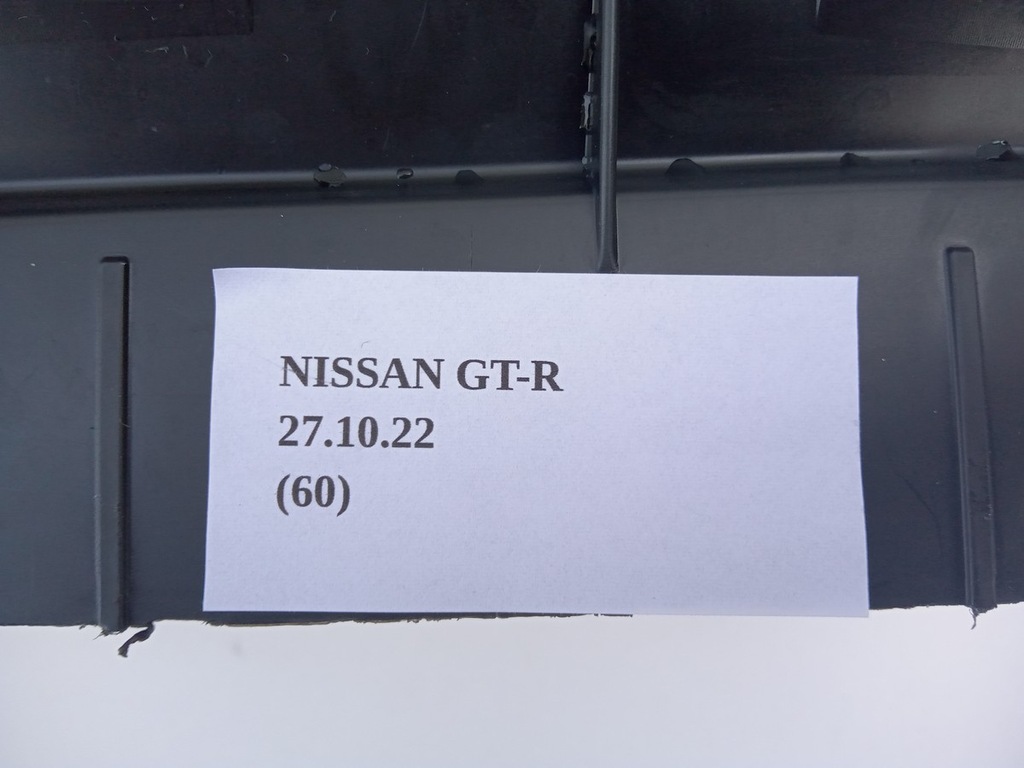 NISSAN GT-R
27.10.22
(60)